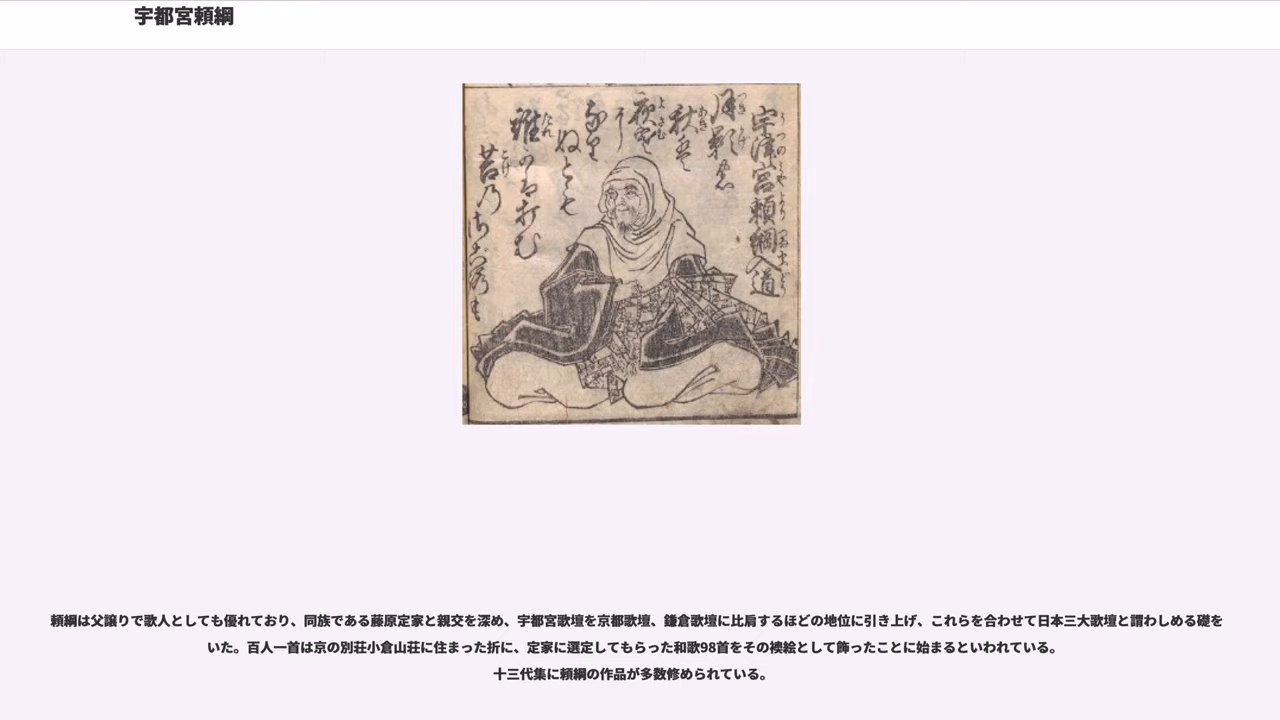 宇都宮頼綱
宇津宮頼綱入道
秋
誰
苔乃
頼綱は父譲りで歌人としても優れており、同族である藤原定家と親交を深め、宇都宮歌壇を京都歌壇、鎌倉歌壇に比肩するほどの地位に引き上げ、これらを合わせて日本三大歌壇と謂わしめる礎を
いた。百人一首は京の別荘小倉山荘に住まった折に、定家に選定してもらった和歌98首をその襖絵として飾ったことに始まるといわれている。
十三代集に頼綱の作品が多数修められている。